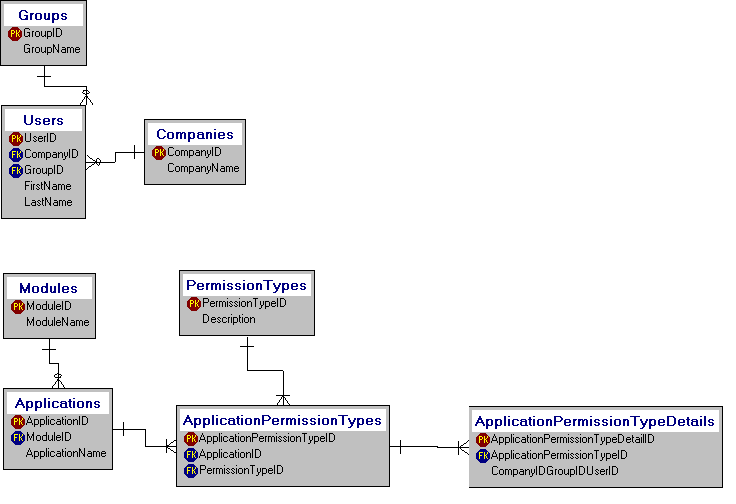 Groups
PK GroupID
GroupName
Users
PK UserID
FK CompanyID
FK GroupID
FirstName
LastName
Companies
PK CompanyID
CompanyName
Modules
PK ModuleID
ModuleName
PermissionTypes
PK PermissionTypeID
Description
Applications
PK ApplicationID
FK ModuleID
ApplicationName
ApplicationPermissionTypes
PK ApplicationPermissionTypeID
FK ApplicationID
FK PermissionTypeID
ApplicationPermissionTypeDetails
PK ApplicationPermissionTypeDetailID
FK ApplicationPermissionTypeID
CompanyIDGroupIDUserID